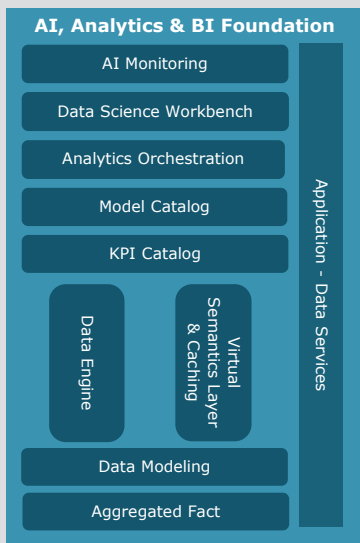 AI, Analytics & BI Foundation
AI Monitoring
Data Science Workbench
Analytics Orchestration
Model Catalog
KPI Catalog
Data Engine
Virtual
Semantics Layer
& Caching
Data Modeling
Aggregated Fact
Application - Data Services